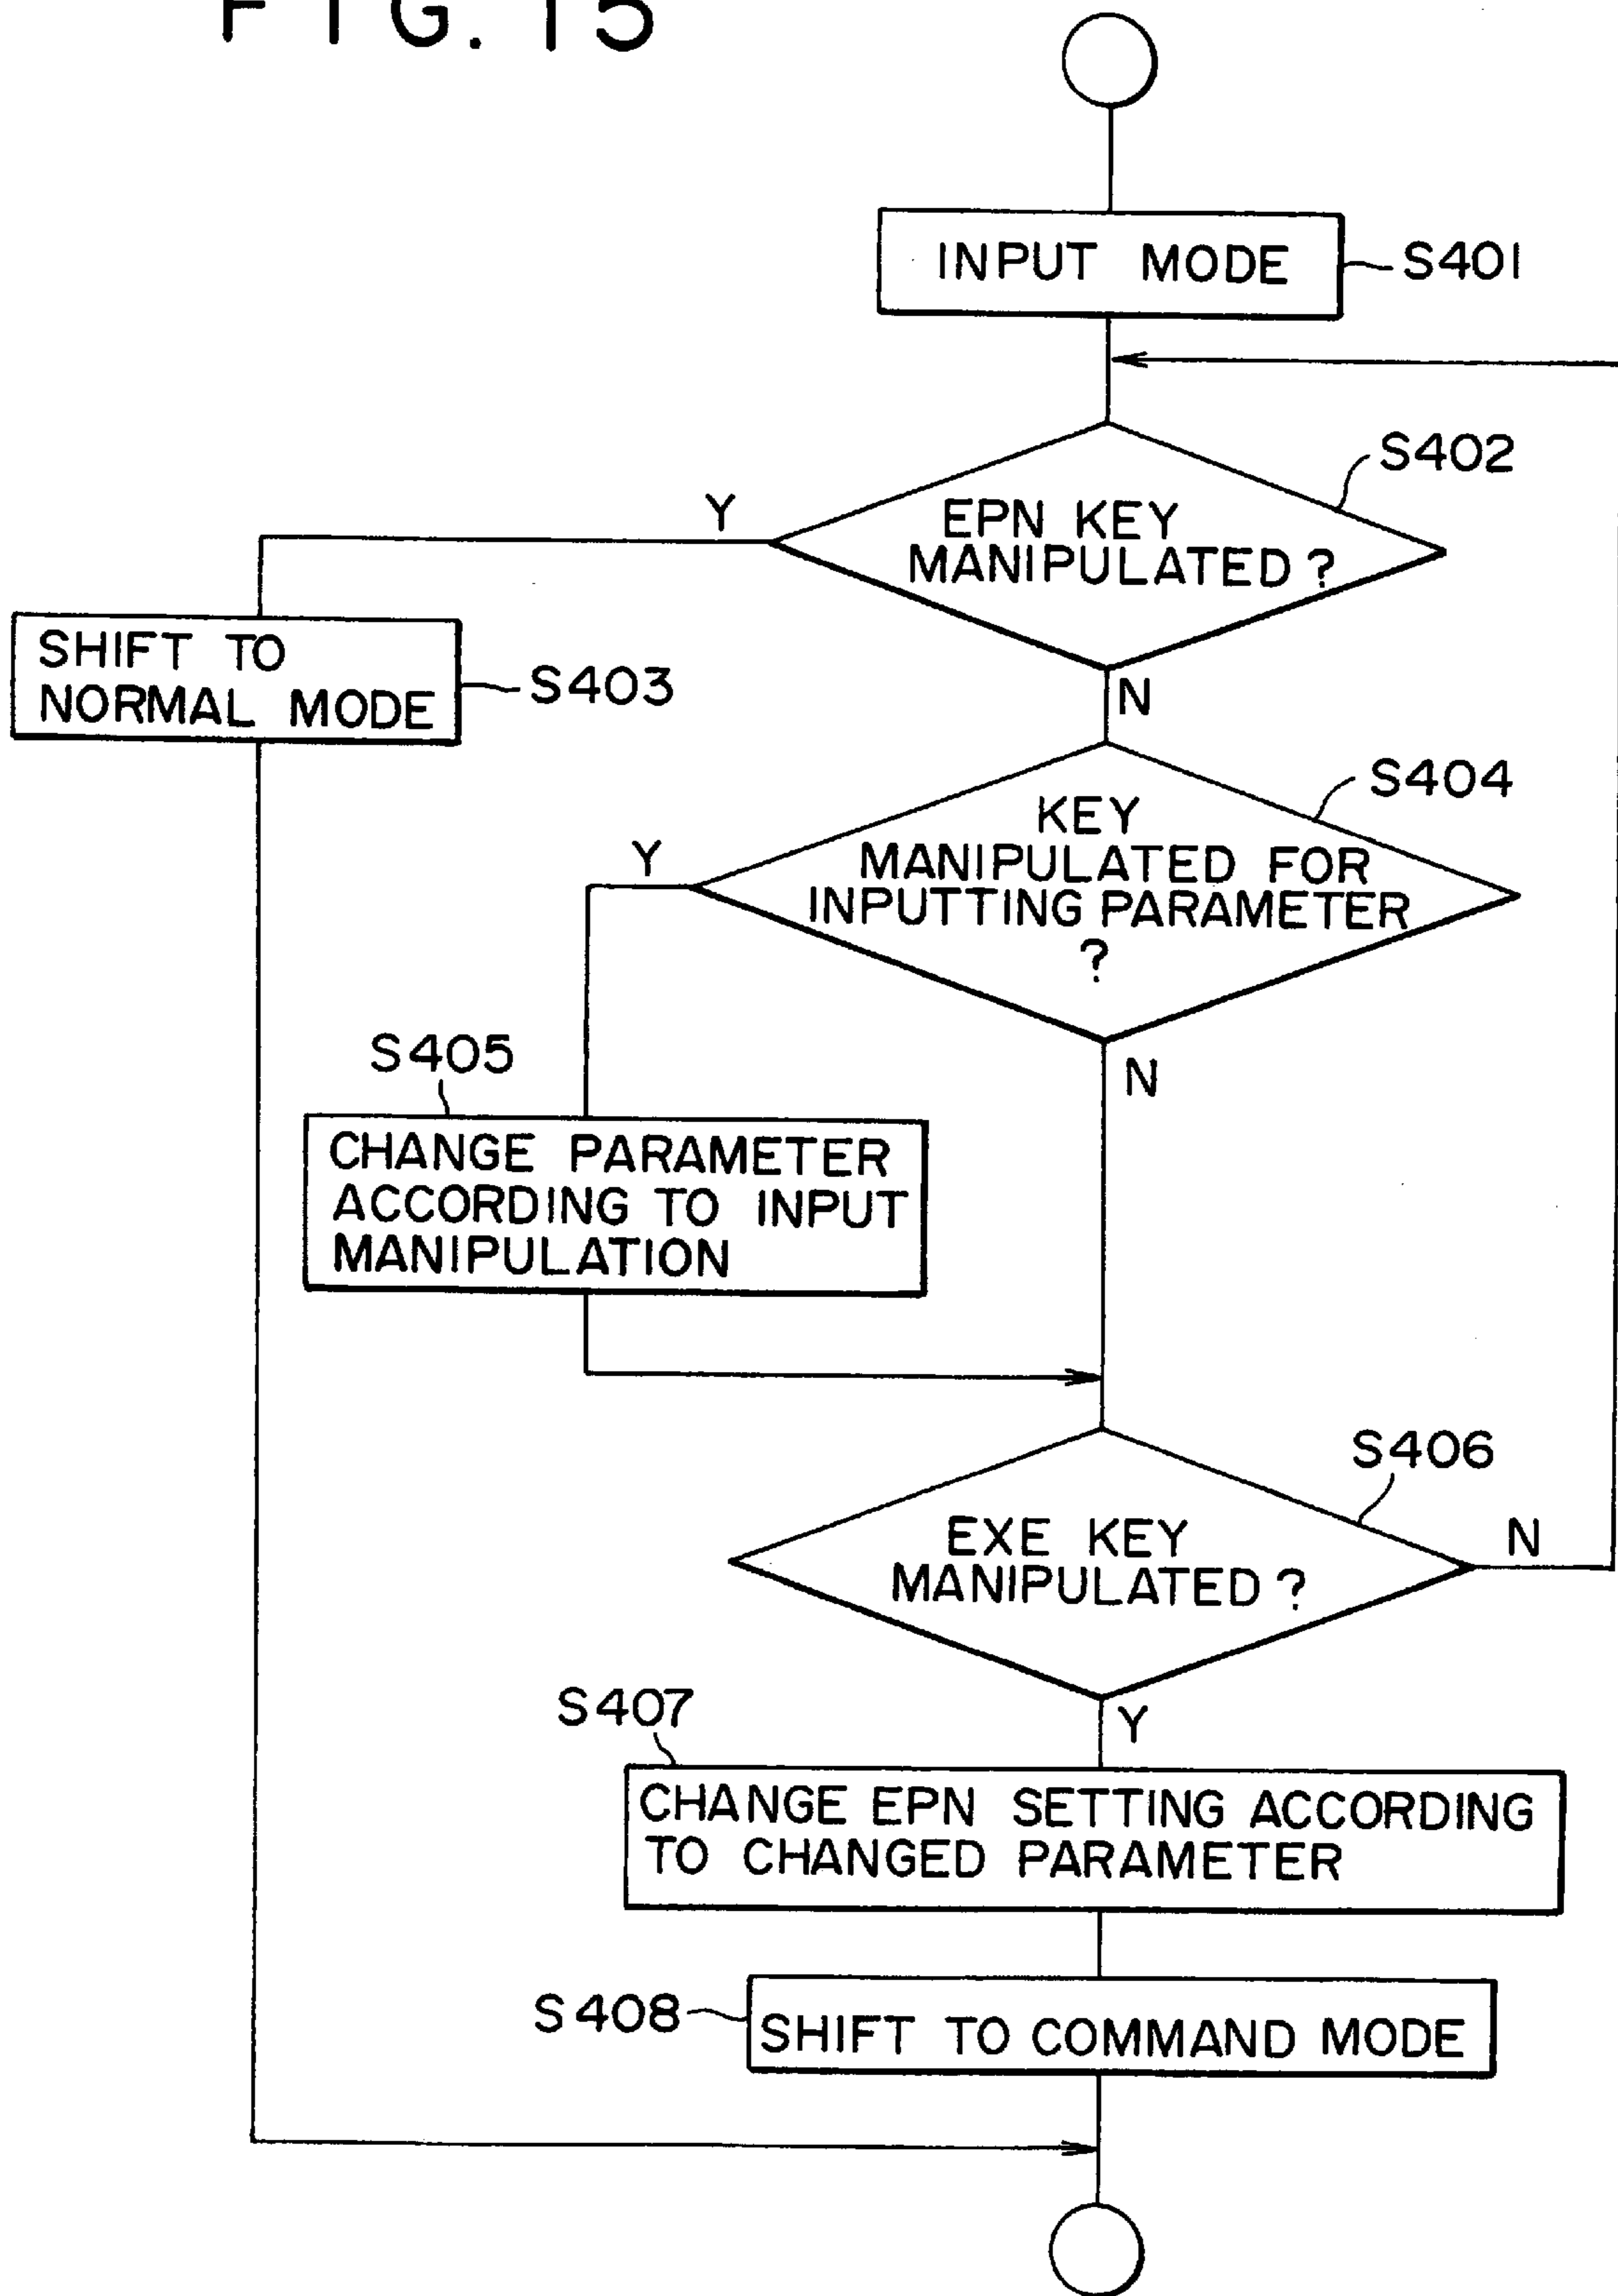 FIG. 15
INPUT MODE
S401
S402
Y
EPN KEY
MANIPULATED ?
SHIFT TO
NORMAL MODE
S403
N
S404
Y
KEY
MANIPULATED FOR
INPUTTING PARAMETER
?
S405
N
CHANGE PARAMETER
ACCORDING TO INPUT
MANIPULATION
S406
EXE KEY
MANIPULATED ?
N
S407
Y
CHANGE EPN SETTING ACCORDING
TO CHANGED PARAMETER
S408
SHIFT TO COMMAND MODE